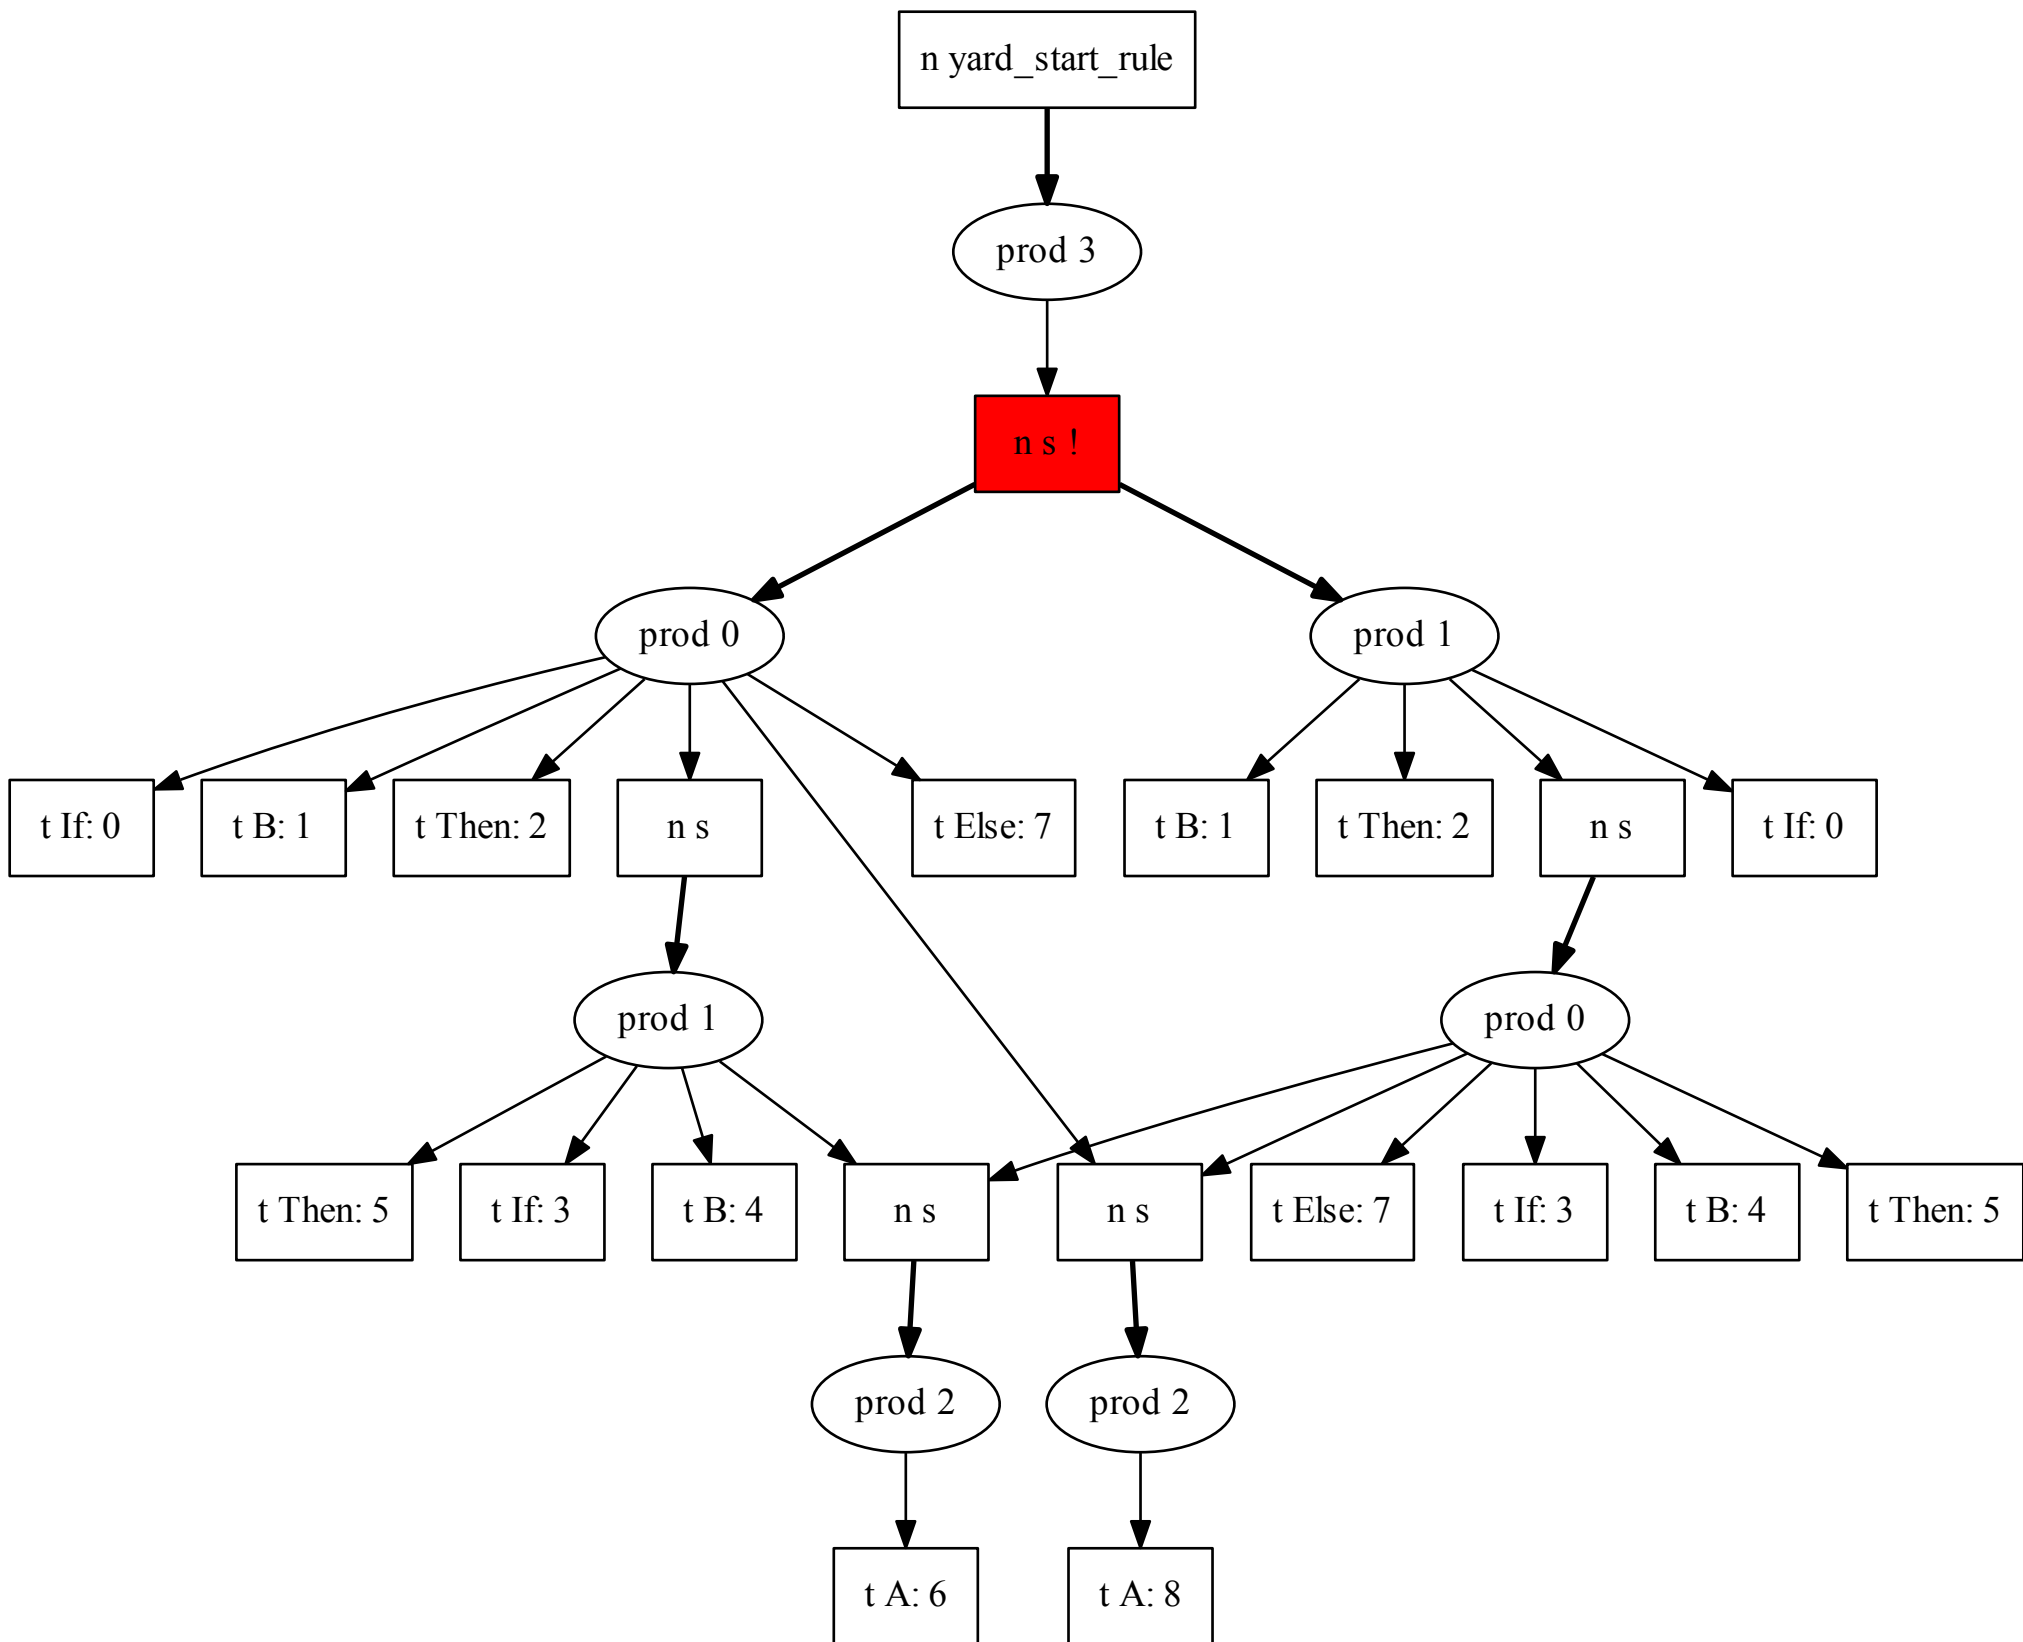 n yard_start_rule
prod 3
n s !
prod 0
prod 1
t If: 0
t B: 1
t Then: 2
n s
t Else: 7
t B: 1
t Then: 2
n s
t If: 0
prod 1
prod 0
t Then: 5
t If: 3
t B: 4
n s
n s
t Else: 7
t If: 3
t B: 4
t Then: 5
prod 2
prod 2
t A: 6
t A: 8